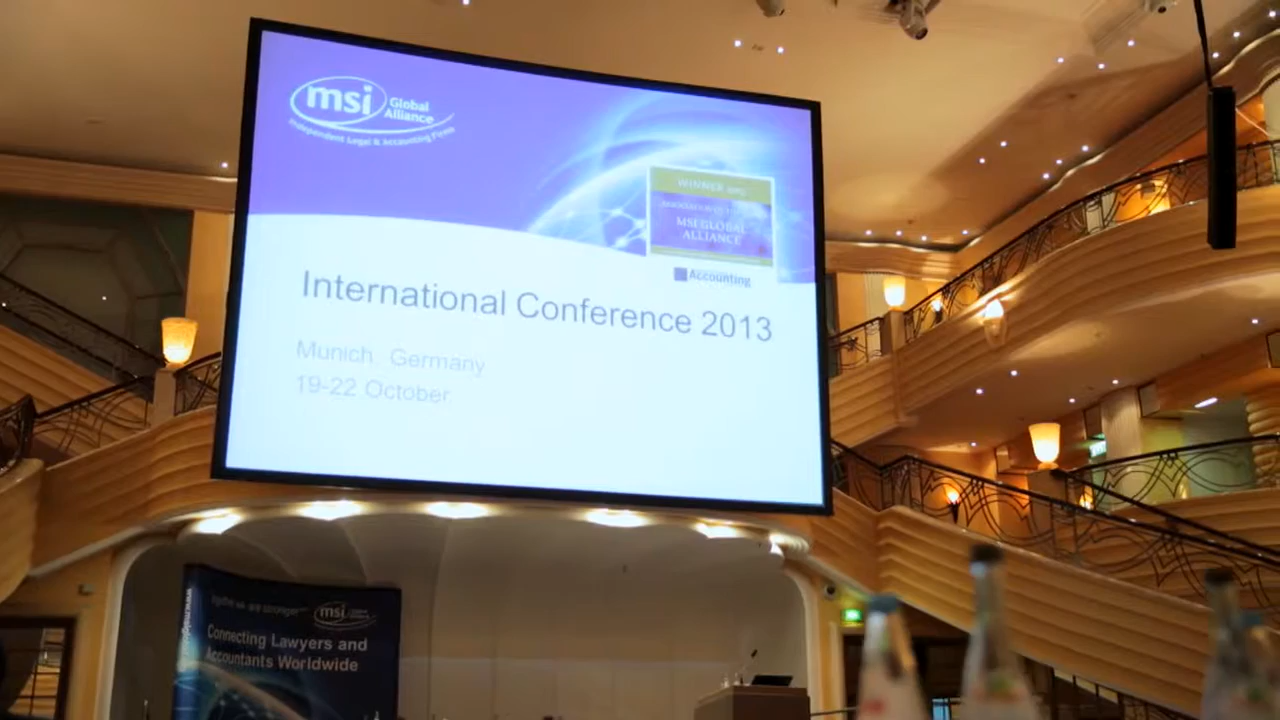 msi
Global
Alliance
Independent Legal & Accounting Firms
WINNER
MSI GLOBAL
ALLIANCE
Accounting
International Conference 2013
Munich, Germany
19-22 October
msi
Connecting Lawyers and
Accountants Worldwide